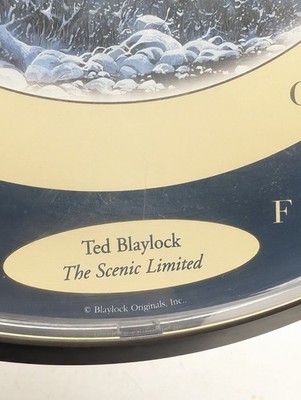 C
F
Ted Blaylock
The Scenic Limited
© Blaylock Originals, Inc.